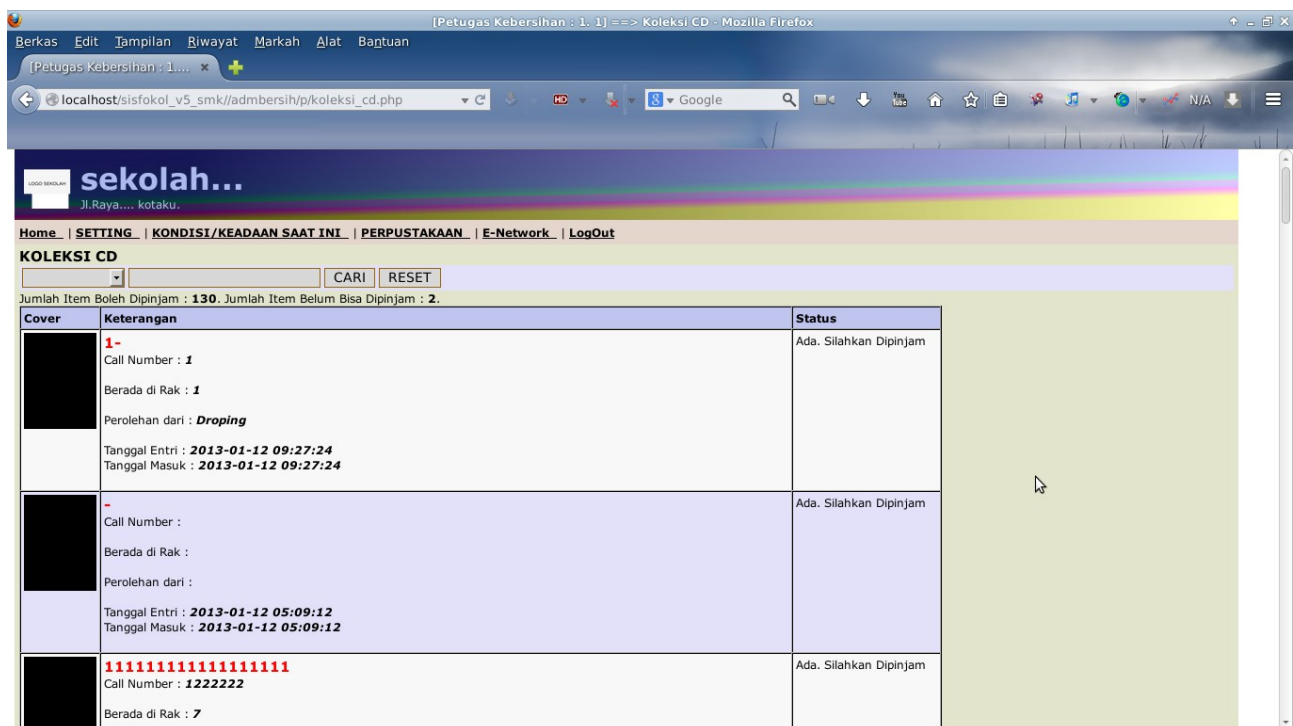 [Petugas Kebersihan : 1. 1] ==> Koleksi CD - Mozilla Firefox
Berkas Edit Tampilan Riwayat Markah Alat Bantuan
[Petugas Kebersihan : 1....
localhost/sisfokol_v5_smk//admbersih/p/koleksi_cd.php HD 8 Google You Tube N/A
LOGO SEKOLAH
sekolah...
Jl.Raya.... kotaku.
Home | SETTING | KONDISI/KEADAAN SAAT INI | PERPUSTAKAAN | E-Network | LogOut
KOLEKSI CD
CARI RESET
Jumlah Item Boleh Dipinjam : 130. Jumlah Item Belum Bisa Dipinjam : 2.
Cover Keterangan Status
1- Ada. Silahkan Dipinjam
Call Number : 1
Berada di Rak : 1
Perolehan dari : Droping
Tanggal Entri : 2013-01-12 09:27:24
Tanggal Masuk : 2013-01-12 09:27:24
- Ada. Silahkan Dipinjam
Call Number :
Berada di Rak :
Perolehan dari :
Tanggal Entri : 2013-01-12 05:09:12
Tanggal Masuk : 2013-01-12 05:09:12
111111111111111111 Ada. Silahkan Dipinjam
Call Number : 1222222
Berada di Rak : 7